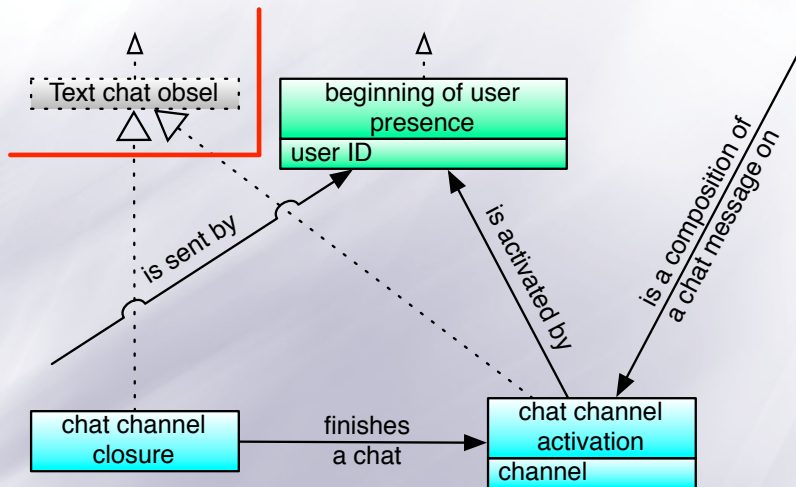 Text chat obsel
beginning of user
presence
user ID
is sent by
is activated by
is a composition of
a chat message on
chat channel
closure
finishes
a chat
chat channel
activation
channel